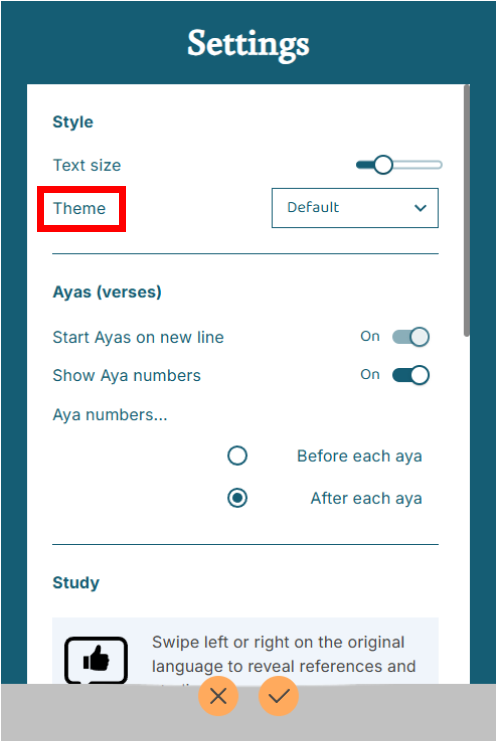 Settings
Style
Text size
Theme
Default
Ayas (verses)
Start Ayas on new line
On
Show Aya numbers
On
Aya numbers...
Before each aya
After each aya
Study
Swipe left or right on the original
language to reveal references and